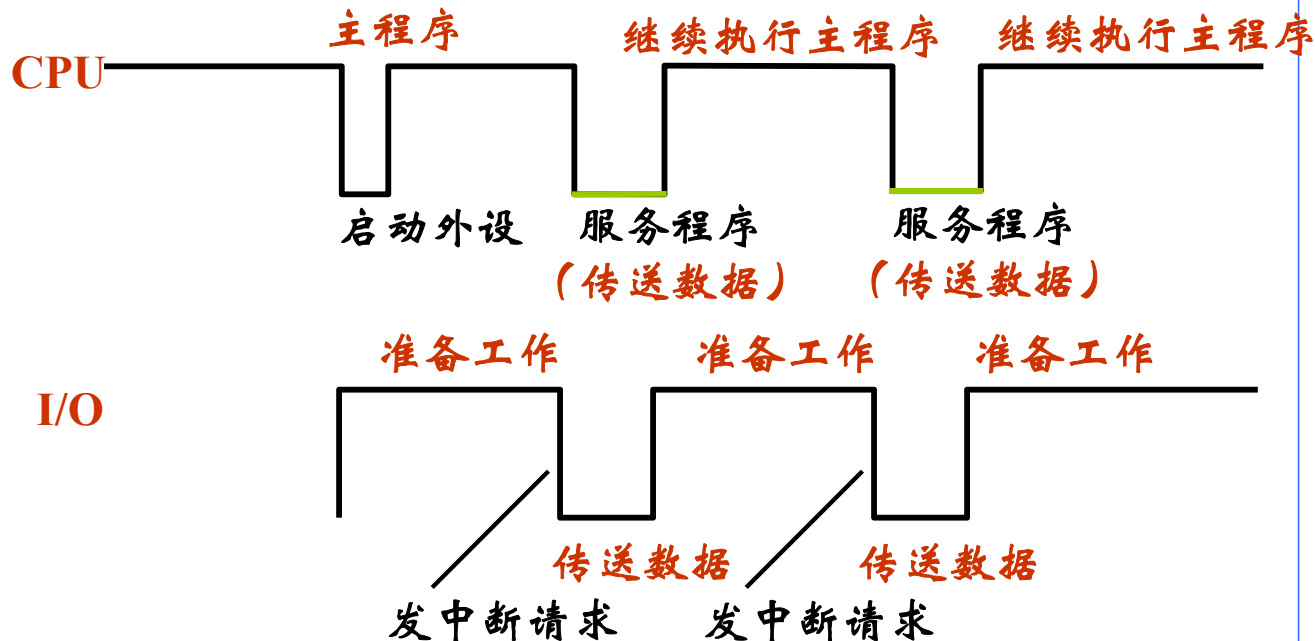 主程序 继续执行主程序 继续执行主程序
CPU
启动外设 服务程序 服务程序
(传送数据) (传送数据)
准备工作 准备工作 准备工作
I/O
传送数据 传送数据
发中断请求 发中断请求